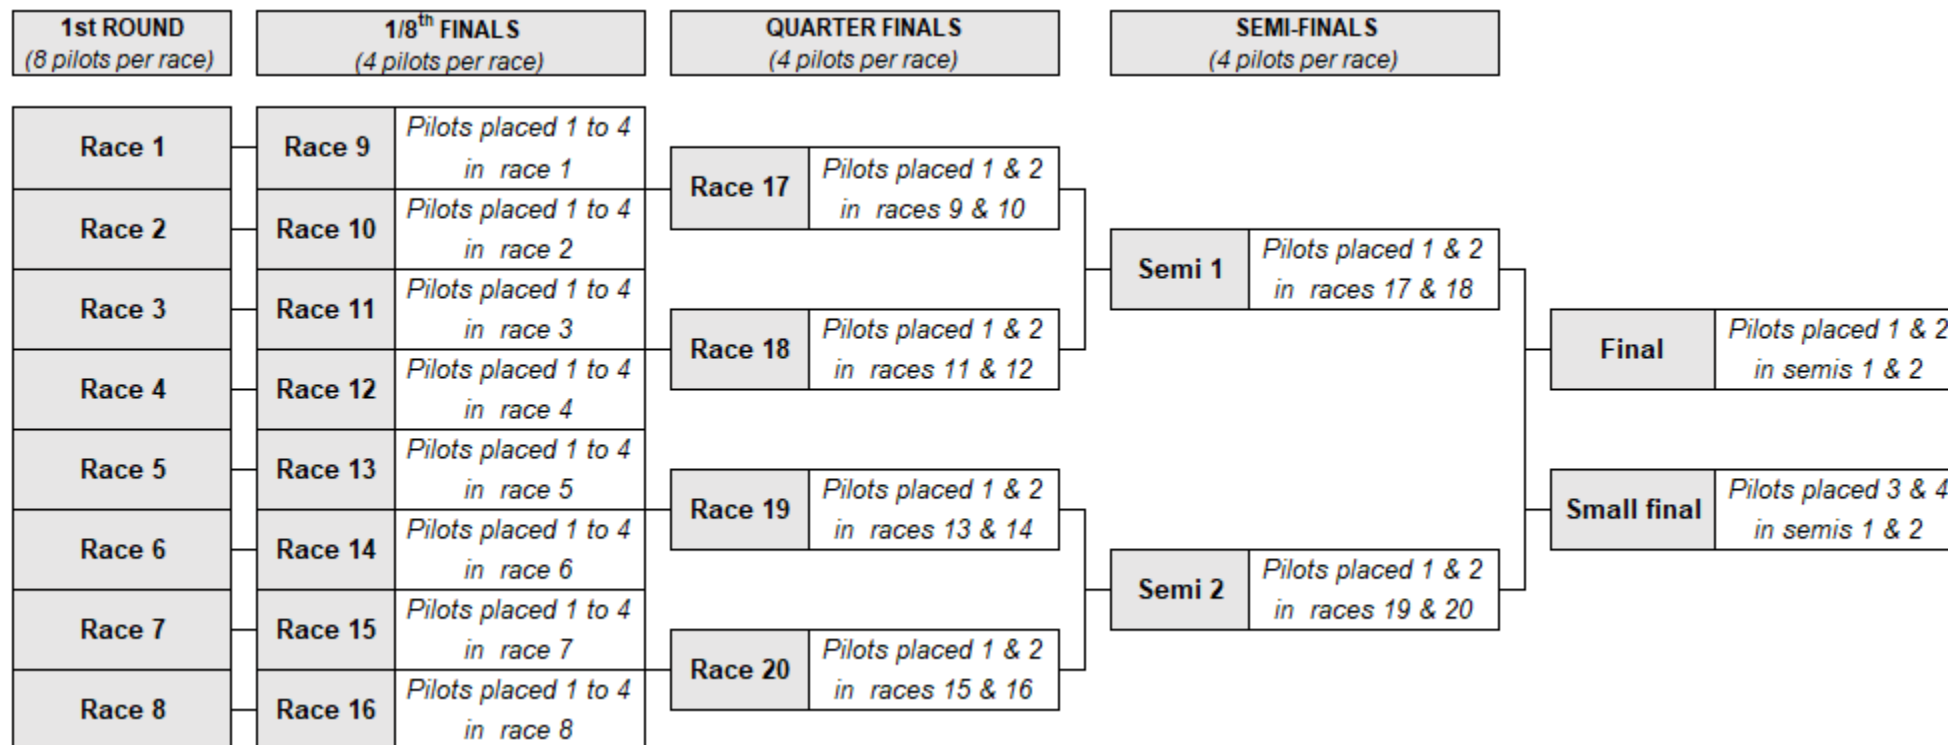 1st ROUND
(8 pilots per race)
1/8th FINALS
(4 pilots per race)
QUARTER FINALS
(4 pilots per race)
SEMI-FINALS
(4 pilots per race)
Race 1
Race 2
Race 3
Race 4
Race 5
Race 6
Race 7
Race 8
Race 9
Pilots placed 1 to 4
in race 1
Race 10
Pilots placed 1 to 4
in race 2
Race 11
Pilots placed 1 to 4
in race 3
Race 12
Pilots placed 1 to 4
in race 4
Race 13
Pilots placed 1 to 4
in race 5
Race 14
Pilots placed 1 to 4
in race 6
Race 15
Pilots placed 1 to 4
in race 7
Race 16
Pilots placed 1 to 4
in race 8
Race 17
Pilots placed 1 & 2
in races 9 & 10
Race 18
Pilots placed 1 & 2
in races 11 & 12
Race 19
Pilots placed 1 & 2
in races 13 & 14
Race 20
Pilots placed 1 & 2
in races 15 & 16
Semi 1
Pilots placed 1 & 2
in races 17 & 18
Semi 2
Pilots placed 1 & 2
in races 19 & 20
Final
Pilots placed 1 & 2
in semis 1 & 2
Small final
Pilots placed 3 & 4
in semis 1 & 2